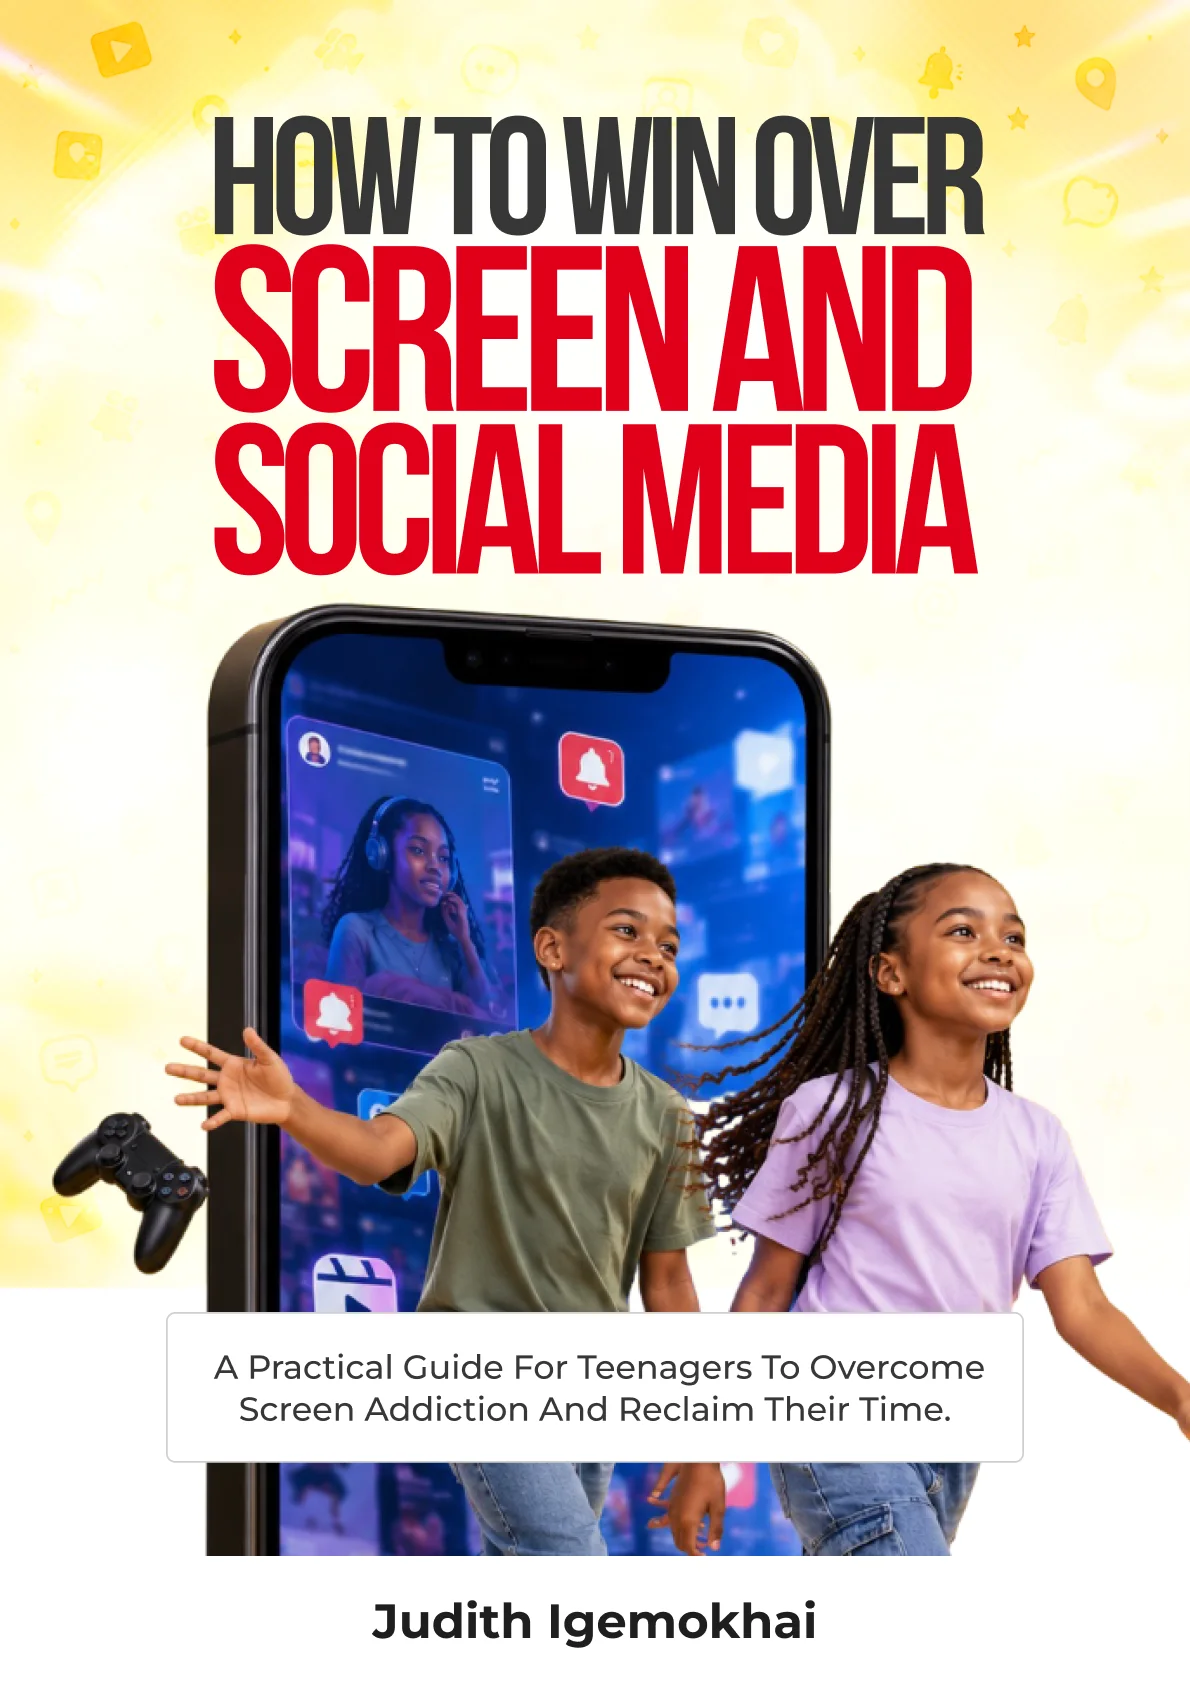 HOW TO WIN OVER
SCREEN AND
SOCIAL MEDIA
A Practical Guide For Teenagers To Overcome
Screen Addiction And Reclaim Their Time.
Judith Igemokhai